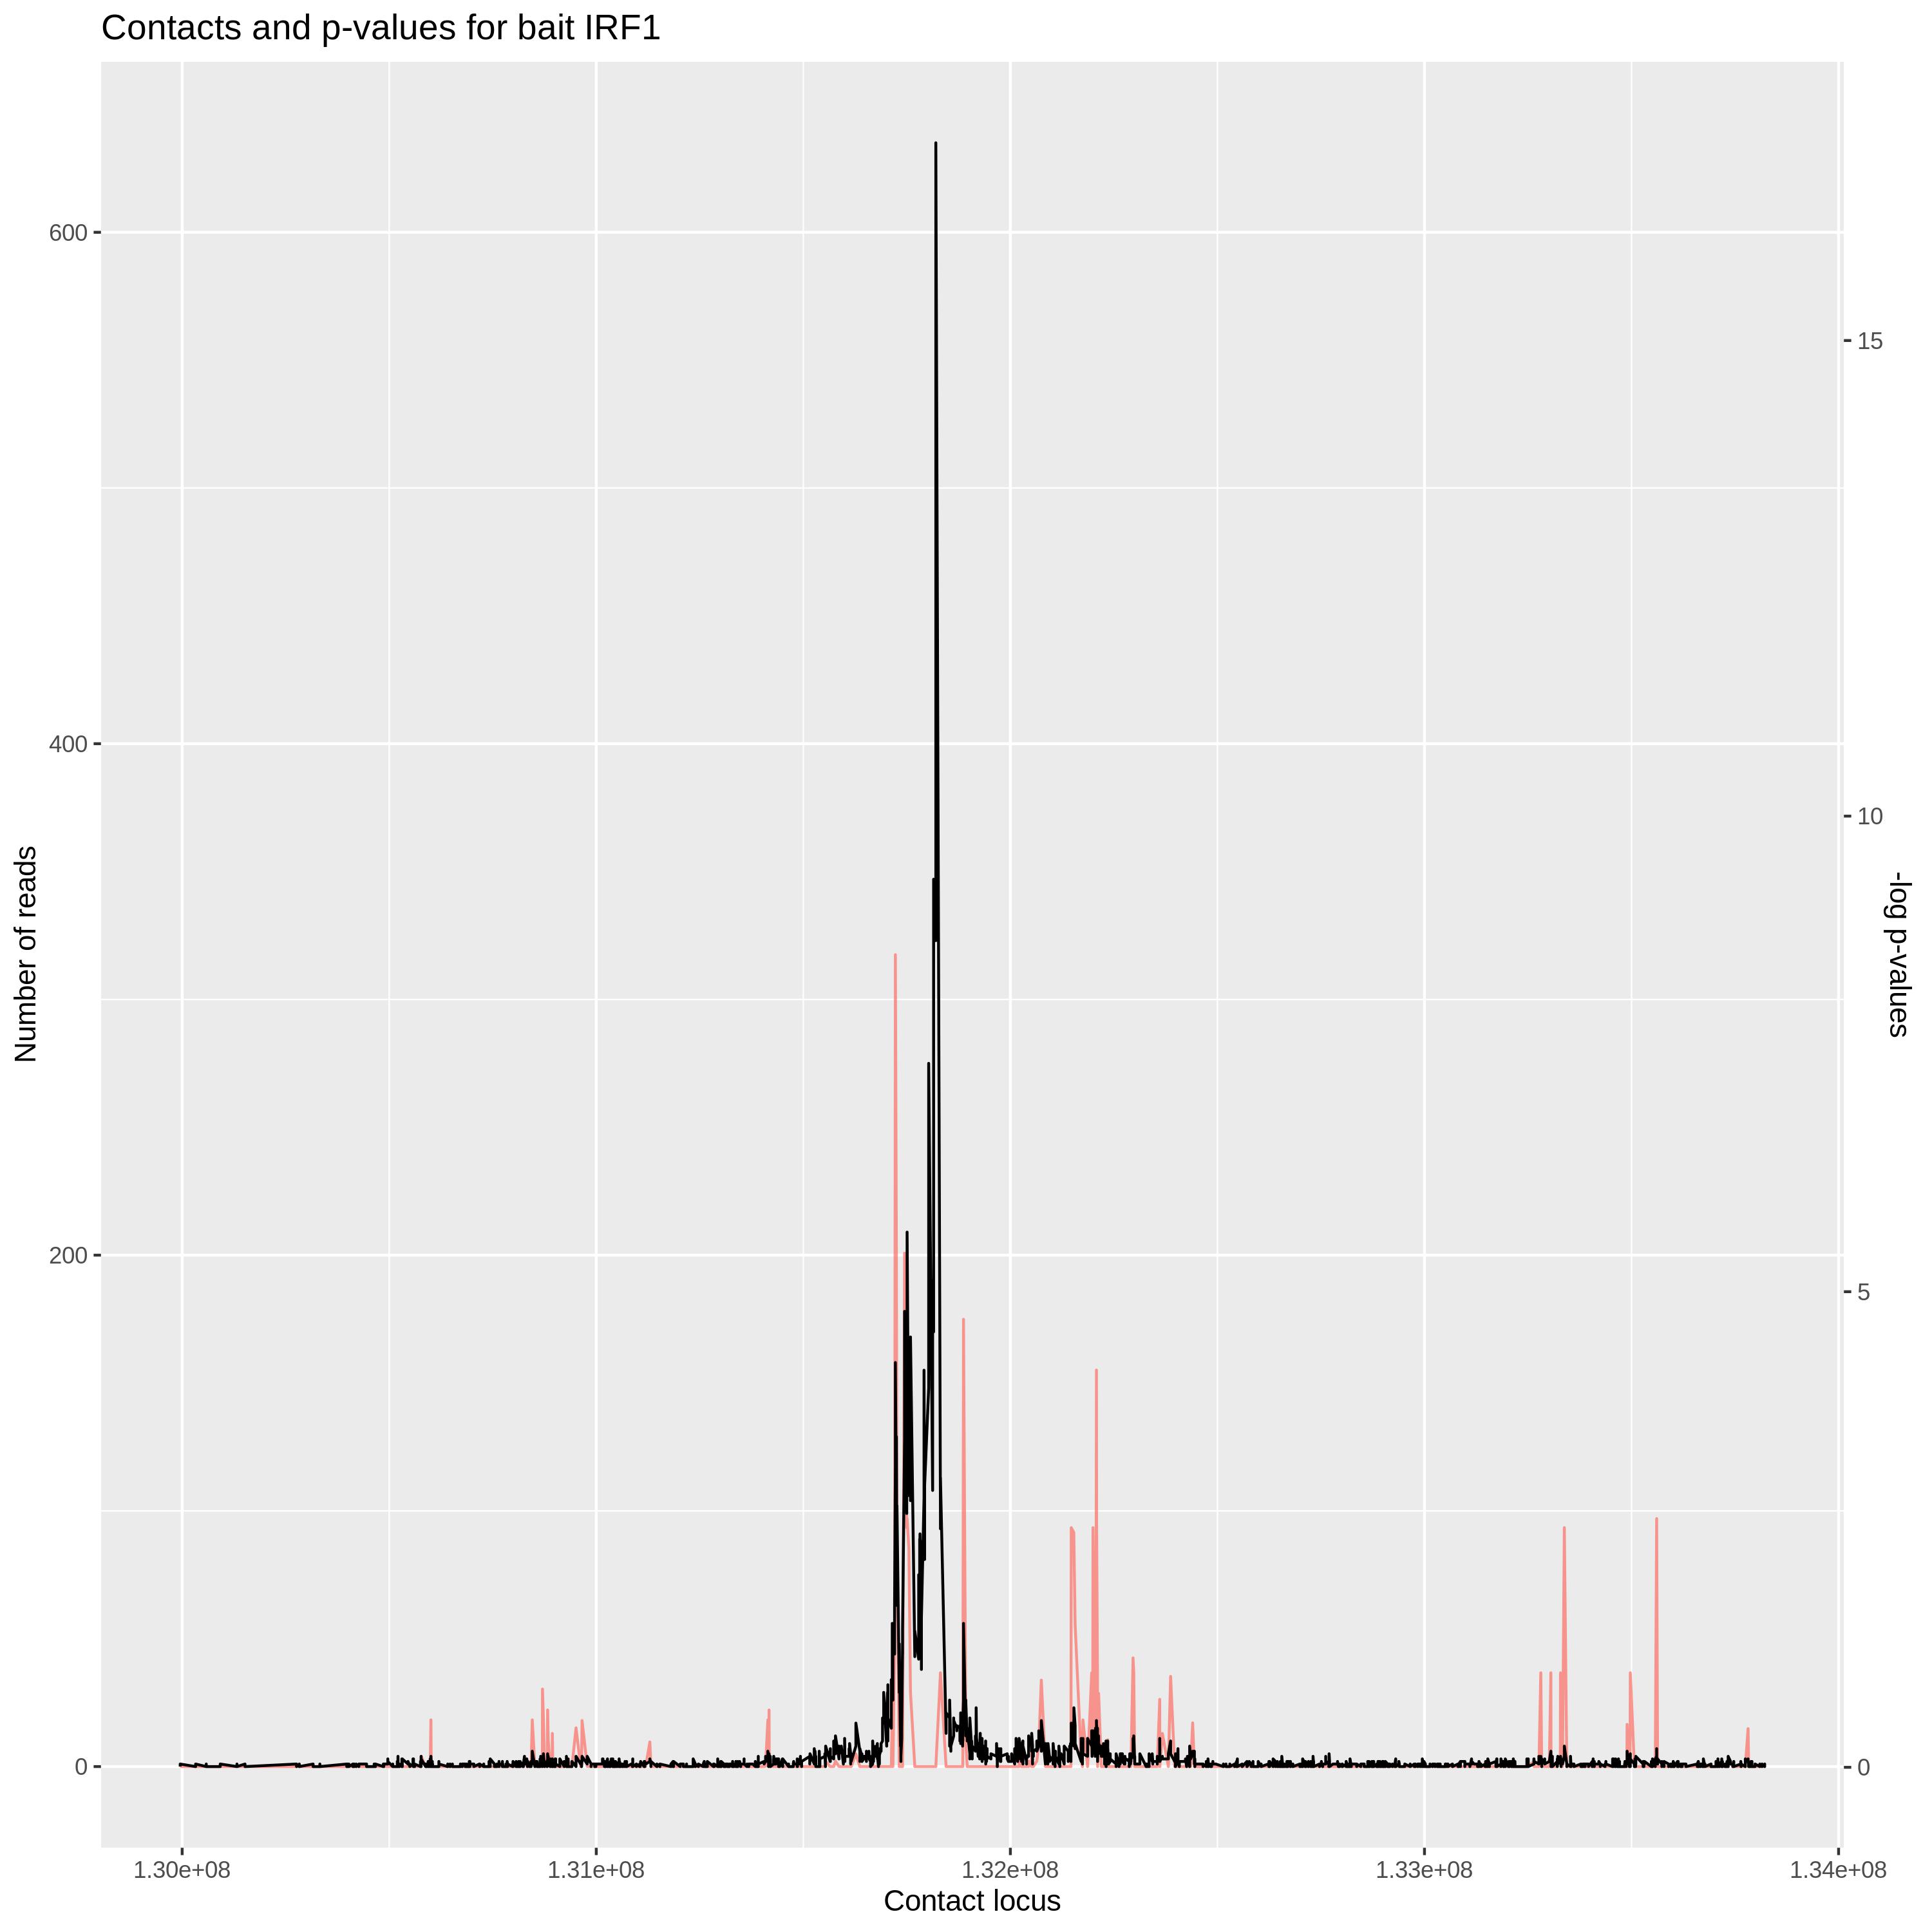 Contacts and p-values for bait IRF1
600
400
200
0
Number of reads
15
10
5
0
-log p-values
1.30e+08 1.31e+08 1.32e+08 1.33e+08 1.34e+08
Contact locus